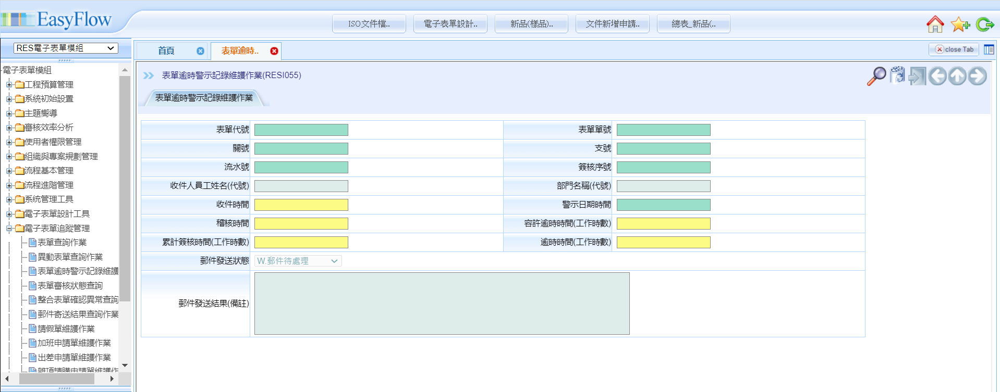 EasyFlow
ISO文件檔..
電子表單設計..
新品(樣品)..
文件新增申請..
總表_新品(..
RES電子表單模組
首頁
表單逾時..
close Tab
電子表單模組
工程預算管理
系統初始設置
主題嚮導
審核效率分析
使用者權限管理
組織與專案規劃管理
流程基本管理
流程進階管理
系统管理工具
電子表單設計工具
電子表單追蹤管理
表單查詢作業
異動表單查詢作業
表單逾時警示記錄維護
表單審核狀態查詢
整合表單確認異常查詢
郵件寄送結果查詢作業
請假單維護作業
加班申請單維護作業
出差申請單維護作業
雜項請購申請單維護作
表單逾時警示記錄維護作業(RESI055)
表單逾時警示記錄維護作業
表單代號
表單單號
關號
支號
流水號
簽核序號
收件人員工姓名(代號)
部門名稱(代號)
收件時間
警示日期時間
稽核時間
容許逾時時間(工作時數)
累計簽核時間(工作時數)
逾時時間(工作時數)
郵件發送狀態
W.郵件待處理
郵件發送結果(備註)